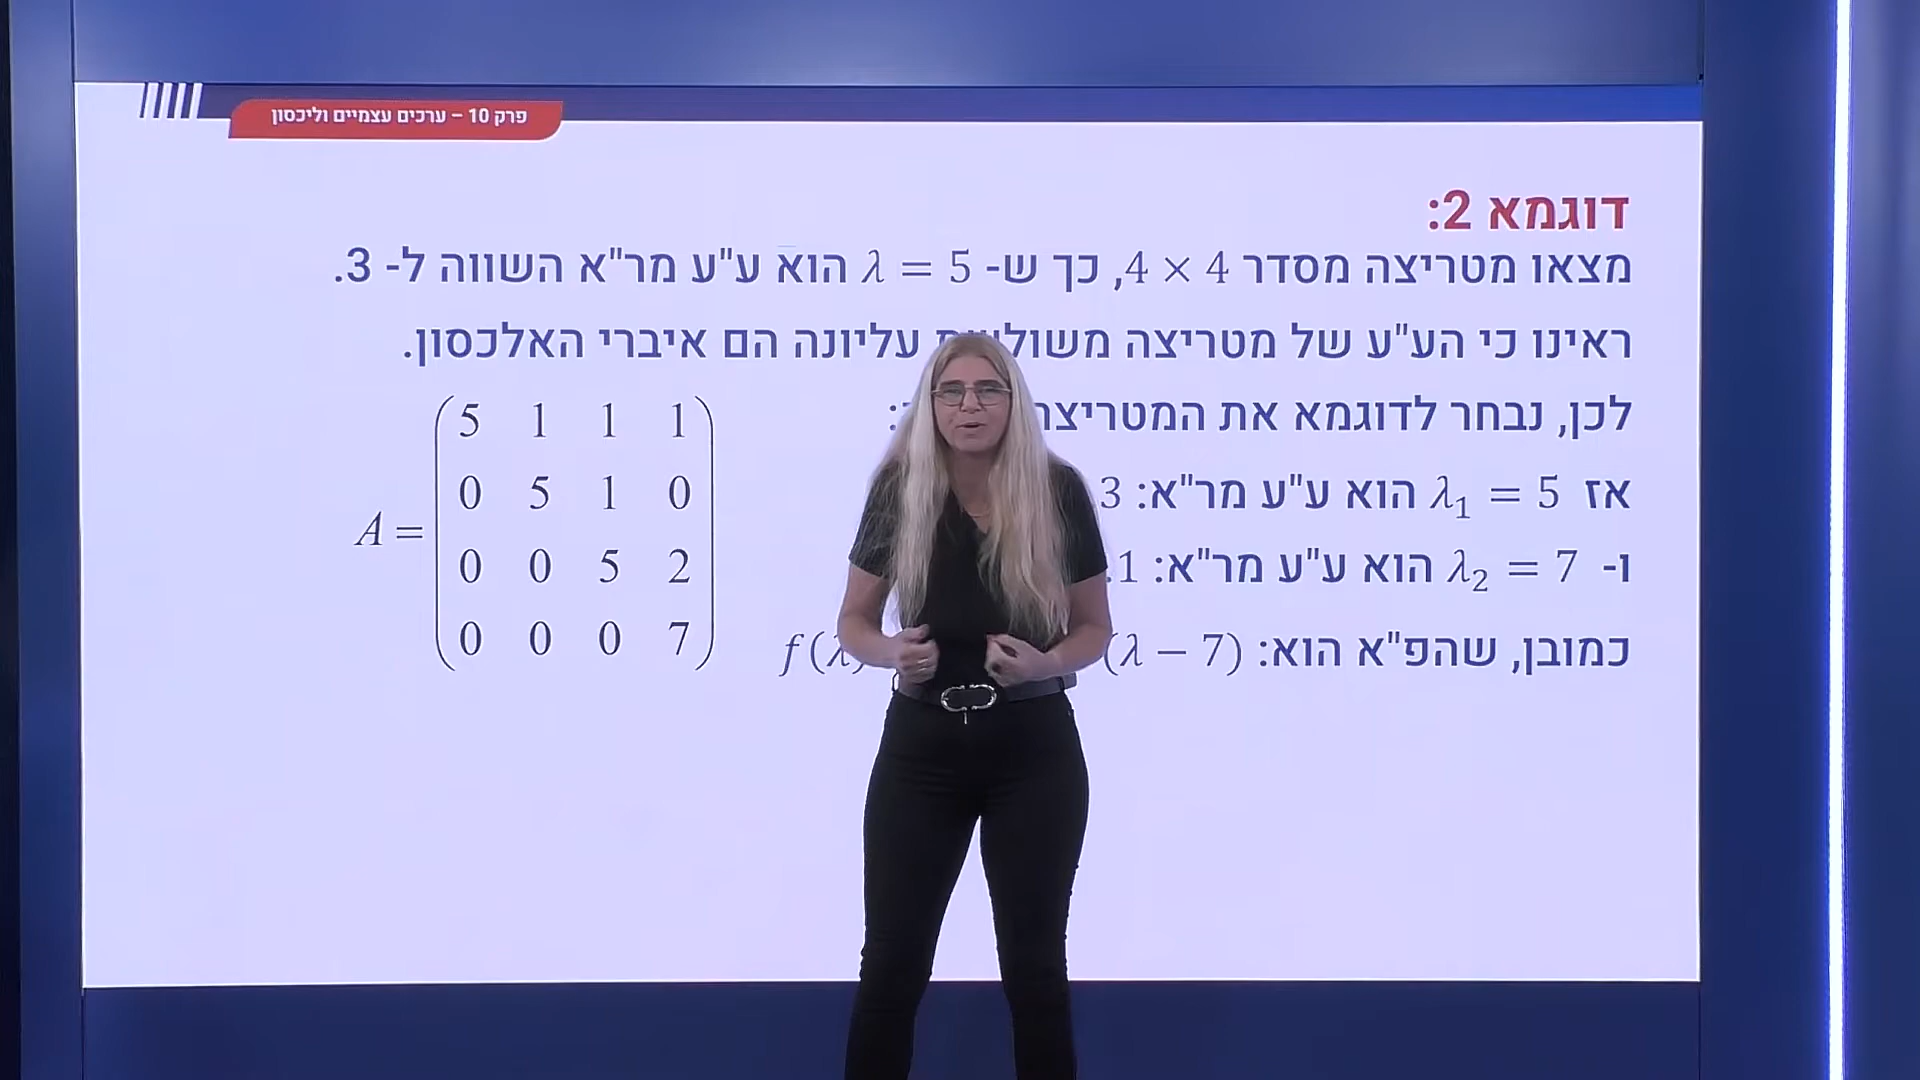 פרק 10 – ערכים עצמיים וליכסון
דוגמא 2:
מצאו מטריצה מסדר 4 × 4, כך ש- λ = 5 הוא ע"ע מר"א השווה ל- 3.
ראינו כי הע"ע של מטריצה עליונה הם איברי האלכסון.
לכן, נבחר לדוגמא את
אז λ₁ = 5 הוא ע"ע מר"א: 3
ו- λ₂ = 7 הוא ע"ע מר"א: 1.
כמובן, שהפ"א הוא: f(λ) (λ − 7)
A =
5 1 1 1
0 5 1 0
0 0 5 2
0 0 0 7